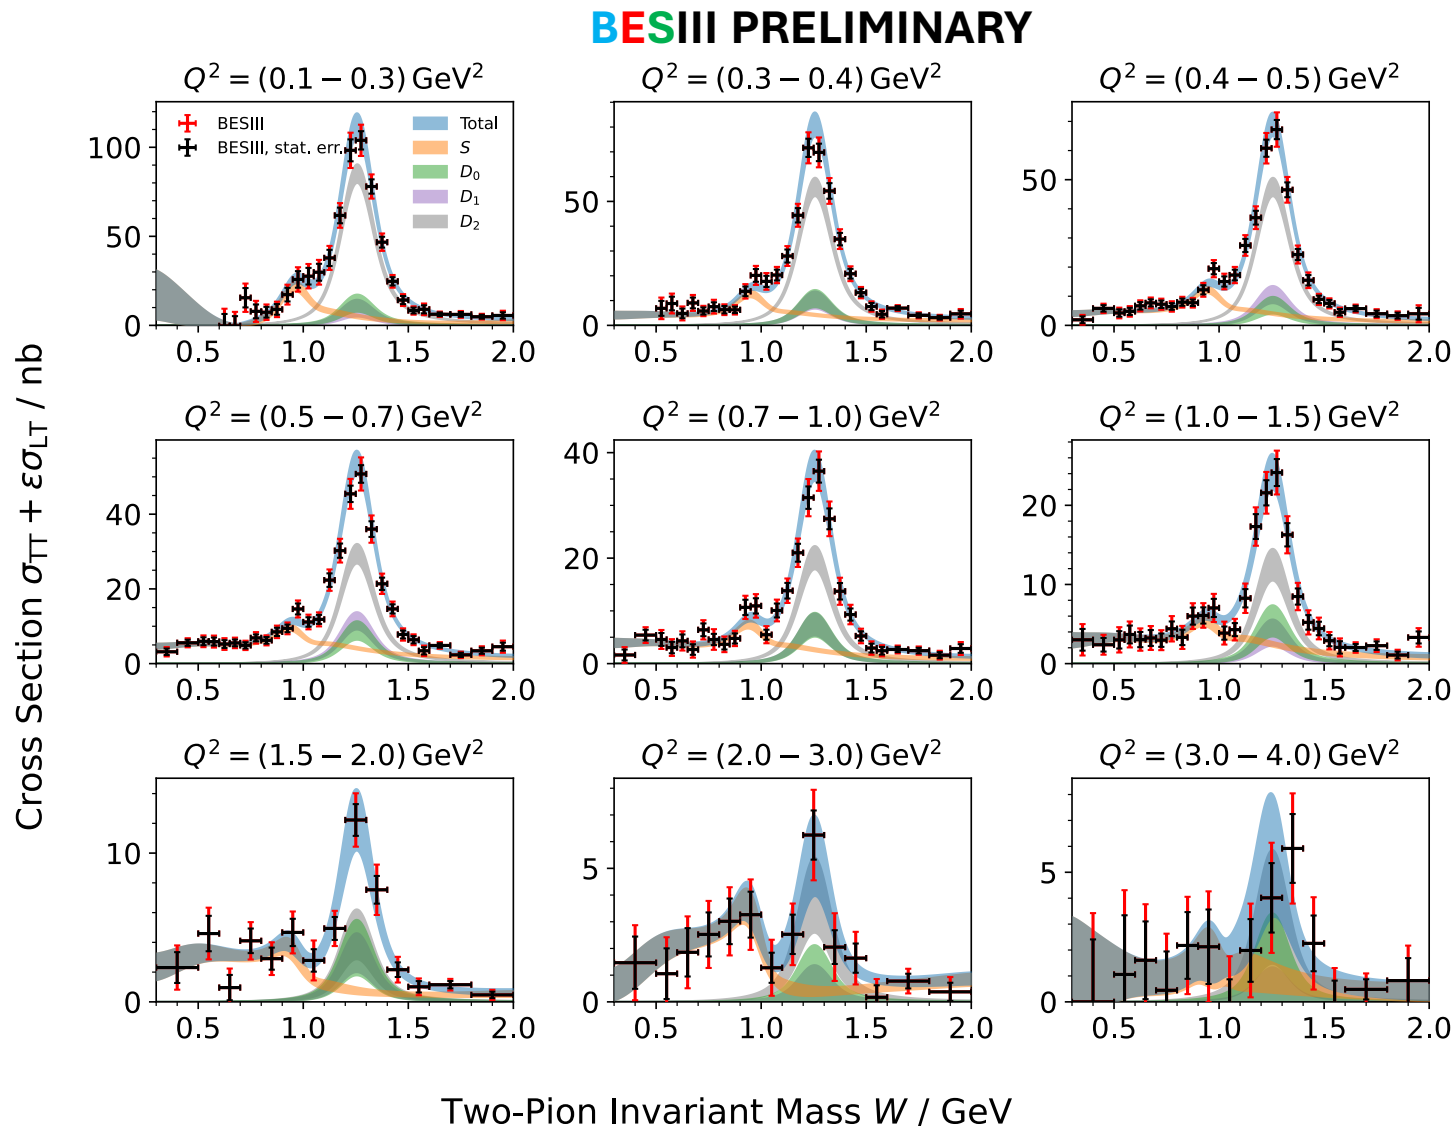 BESIII PRELIMINARY
Q² = (0.1 − 0.3) GeV²
Q² = (0.3 − 0.4) GeV²
Q² = (0.4 − 0.5) GeV²
BESIII
BESIII, stat. err.
Total
S
D₀
D₁
D₂
100
50
0
0.5 1.0 1.5 2.0
50
0
0.5 1.0 1.5 2.0
50
0
0.5 1.0 1.5 2.0
Cross Section σ_TT + εσ_LT / nb
Q² = (0.5 − 0.7) GeV²
Q² = (0.7 − 1.0) GeV²
Q² = (1.0 − 1.5) GeV²
40
20
0
0.5 1.0 1.5 2.0
40
20
0
0.5 1.0 1.5 2.0
20
10
0
0.5 1.0 1.5 2.0
Q² = (1.5 − 2.0) GeV²
Q² = (2.0 − 3.0) GeV²
Q² = (3.0 − 4.0) GeV²
10
0
0.5 1.0 1.5 2.0
5
0
0.5 1.0 1.5 2.0
5
0
0.5 1.0 1.5 2.0
Two-Pion Invariant Mass W / GeV